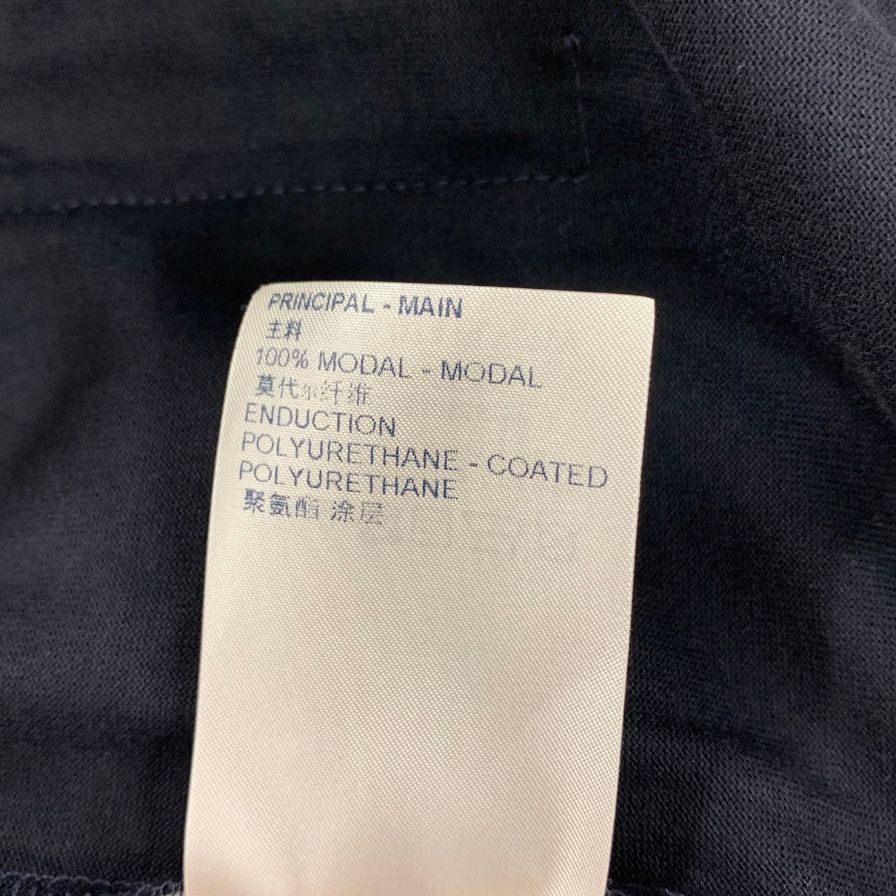 PRINCIPAL - MAIN
主料
100% MODAL - MODAL
莫代尔纤维
ENDUCTION
POLYURETHANE - COATED
POLYURETHANE
聚氨酯 涂层